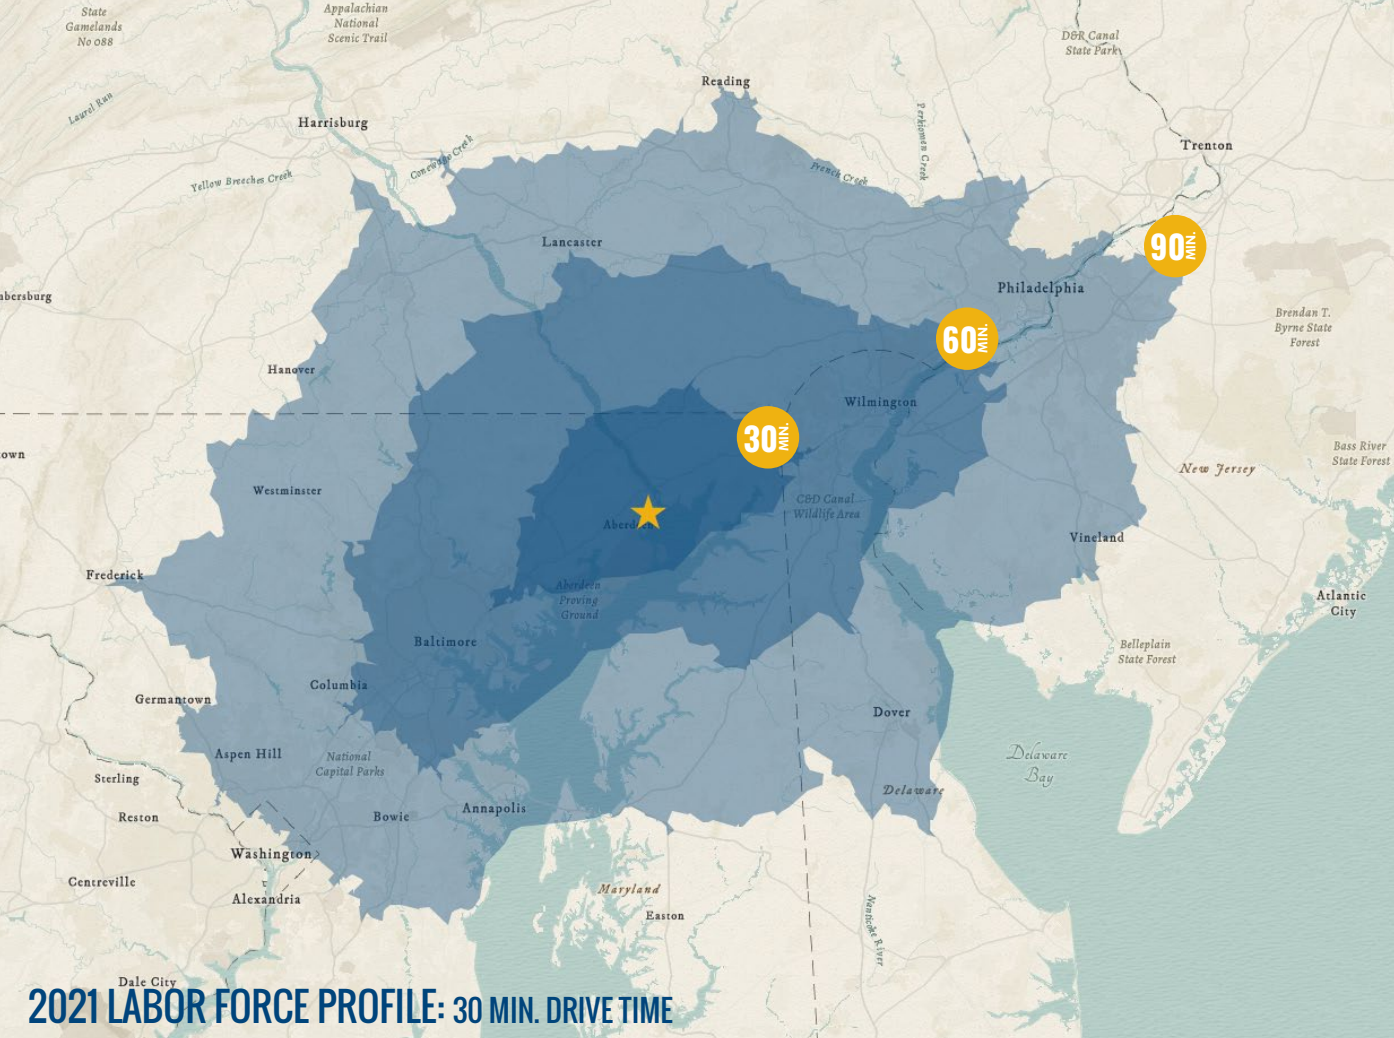 State
Gamelands
No 088
Appalachian
National
Scenic Trail
D&R Canal
State Park
Reading
Laurel Run
Harrisburg
Conewago Creek
Perkiomen Creek
Trenton
Yellow Breeches Creek
French Creek
Lancaster
90 MIN.
Philadelphia
mbersburg
60 MIN.
Brendan T.
Byrne State
Forest
Hanover
Wilmington
30 MIN.
own
Bass River
State Forest
New Jersey
Westminster
C&D Canal
Wildlife Area
Aberdeen
Vineland
Frederick
Aberdeen
Proving
Ground
Atlantic
City
Baltimore
Belleplain
State Forest
Columbia
Germantown
Dover
Aspen Hill
National
Capital Parks
Delaware
Bay
Sterling
Delaware
Reston
Bowie
Annapolis
Washington
Centreville
Maryland
Alexandria
Easton
Nanticoke River
Dale City
2021 LABOR FORCE PROFILE: 30 MIN. DRIVE TIME